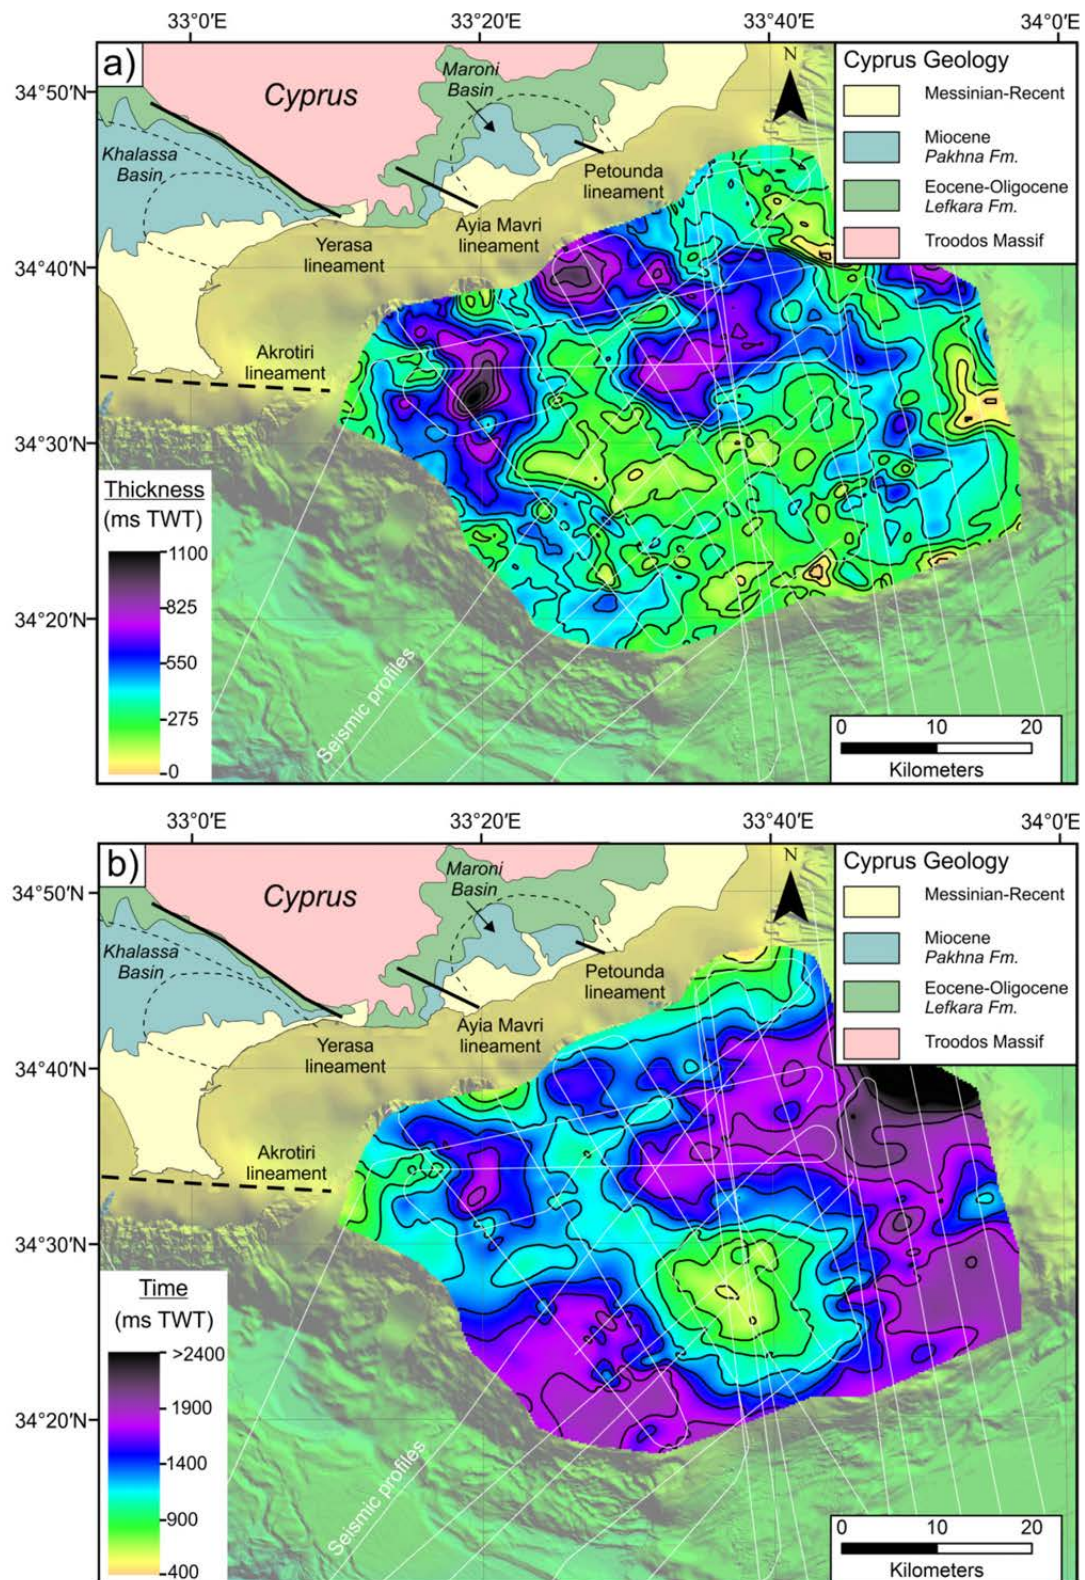 33°0'E 33°20'E 33°40'E 34°0'E
a)
Cyprus
Maroni
Basin
N
Cyprus Geology
Messinian-Recent
Miocene
Pakhna Fm.
Eocene-Oligocene
Lefkara Fm.
Troodos Massif
34°50'N
Khalassa
Basin
Petounda
lineament
Ayia Mavri
lineament
Yerasa
lineament
34°40'N
Akrotiri
lineament
34°30'N
Thickness
(ms TWT)
1100
825
550
275
0
34°20'N
Seismic profiles
0 10 20
Kilometers
33°0'E 33°20'E 33°40'E 34°0'E
b)
Cyprus
Maroni
Basin
N
Cyprus Geology
Messinian-Recent
Miocene
Pakhna Fm.
Eocene-Oligocene
Lefkara Fm.
Troodos Massif
34°50'N
Khalassa
Basin
Petounda
lineament
Ayia Mavri
lineament
Yerasa
lineament
34°40'N
Akrotiri
lineament
34°30'N
Time
(ms TWT)
>2400
1900
1400
900
400
34°20'N
Seismic profiles
0 10 20
Kilometers